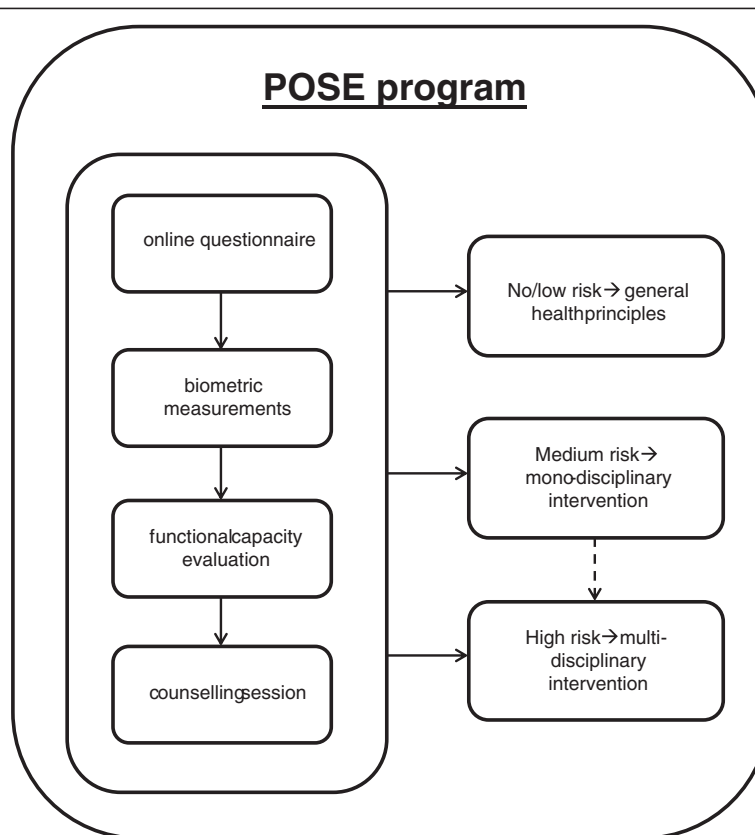 POSE program
online questionnaire
biometric
measurements
functionalcapacity
evaluation
counsellingsession
No/low risk→ general
healthprinciples
Medium risk→
mono-disciplinary
intervention
High risk→multi-
disciplinary
intervention